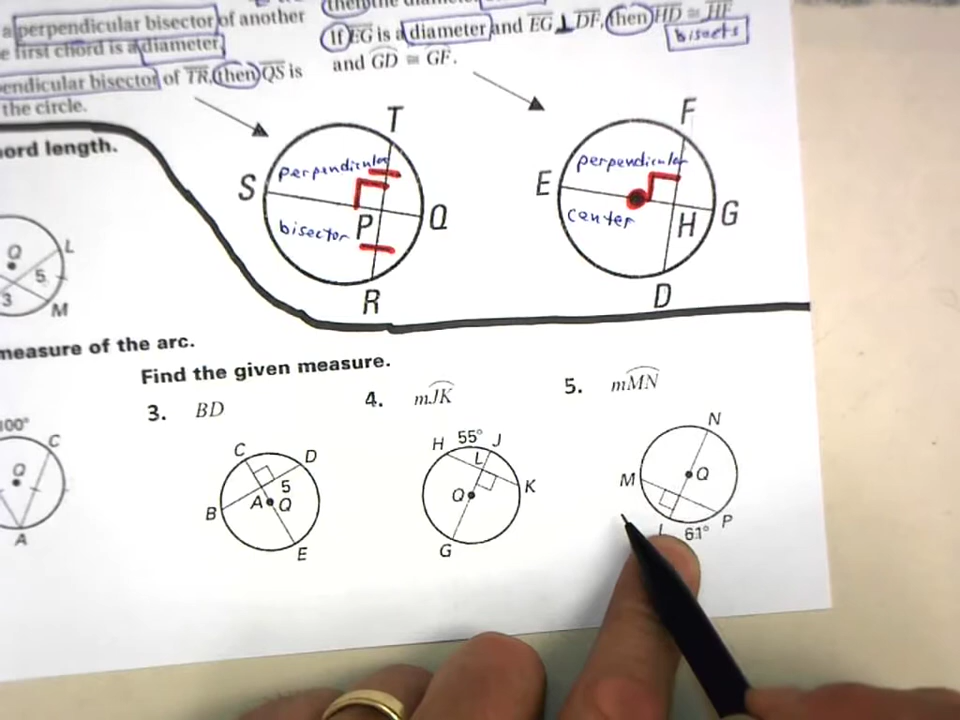 a perpendicular bisector of another
first chord is a diameter.
perpendicular bisector of TR, then QS is
the circle.
If EG is a diameter and EG ⊥ DF, then HD ≅ HF
bisects
and GD ≅ GF.
ord length.
T
perpendicular
S
P
Q
bisector
R
F
perpendicular
E
center
H
G
D
Q
L
5
3
M
measure of the arc.
Find the given measure.
3. BD
4. mJK
5. mMN
100°
C
Q
A
C
D
5
B
A
Q
E
H
55°
J
L
K
Q
G
N
M
Q
L
61°
P